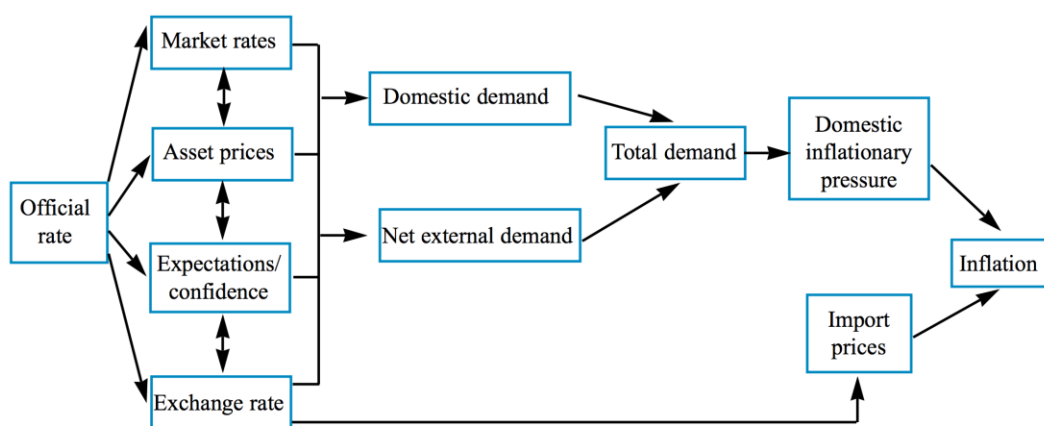 Market rates
Asset prices
Official
rate
Expectations/
confidence
Exchange rate
Domestic demand
Net external demand
Total demand
Domestic
inflationary
pressure
Import
prices
Inflation